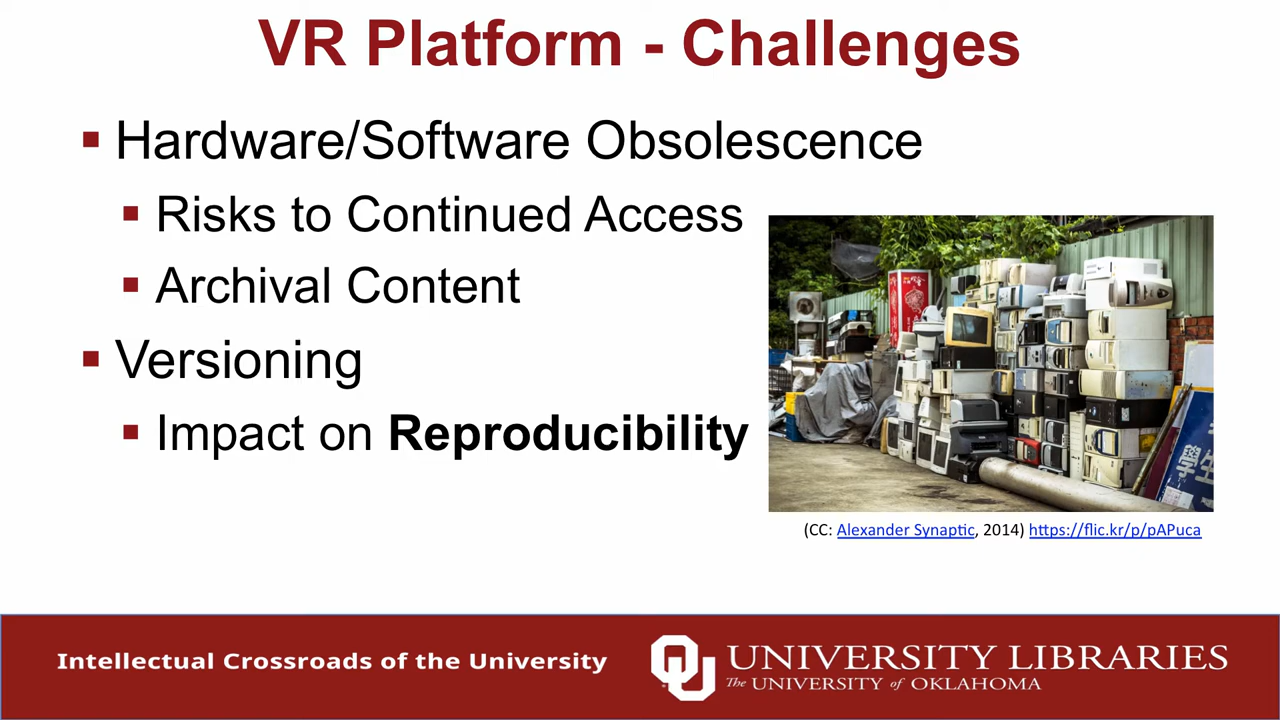 VR Platform - Challenges
Hardware/Software Obsolescence
Risks to Continued Access
Archival Content
Versioning
Impact on Reproducibility
(CC: Alexander Synaptic, 2014) https://flic.kr/p/pAPuca
Intellectual Crossroads of the University
UNIVERSITY LIBRARIES
The UNIVERSITY of OKLAHOMA